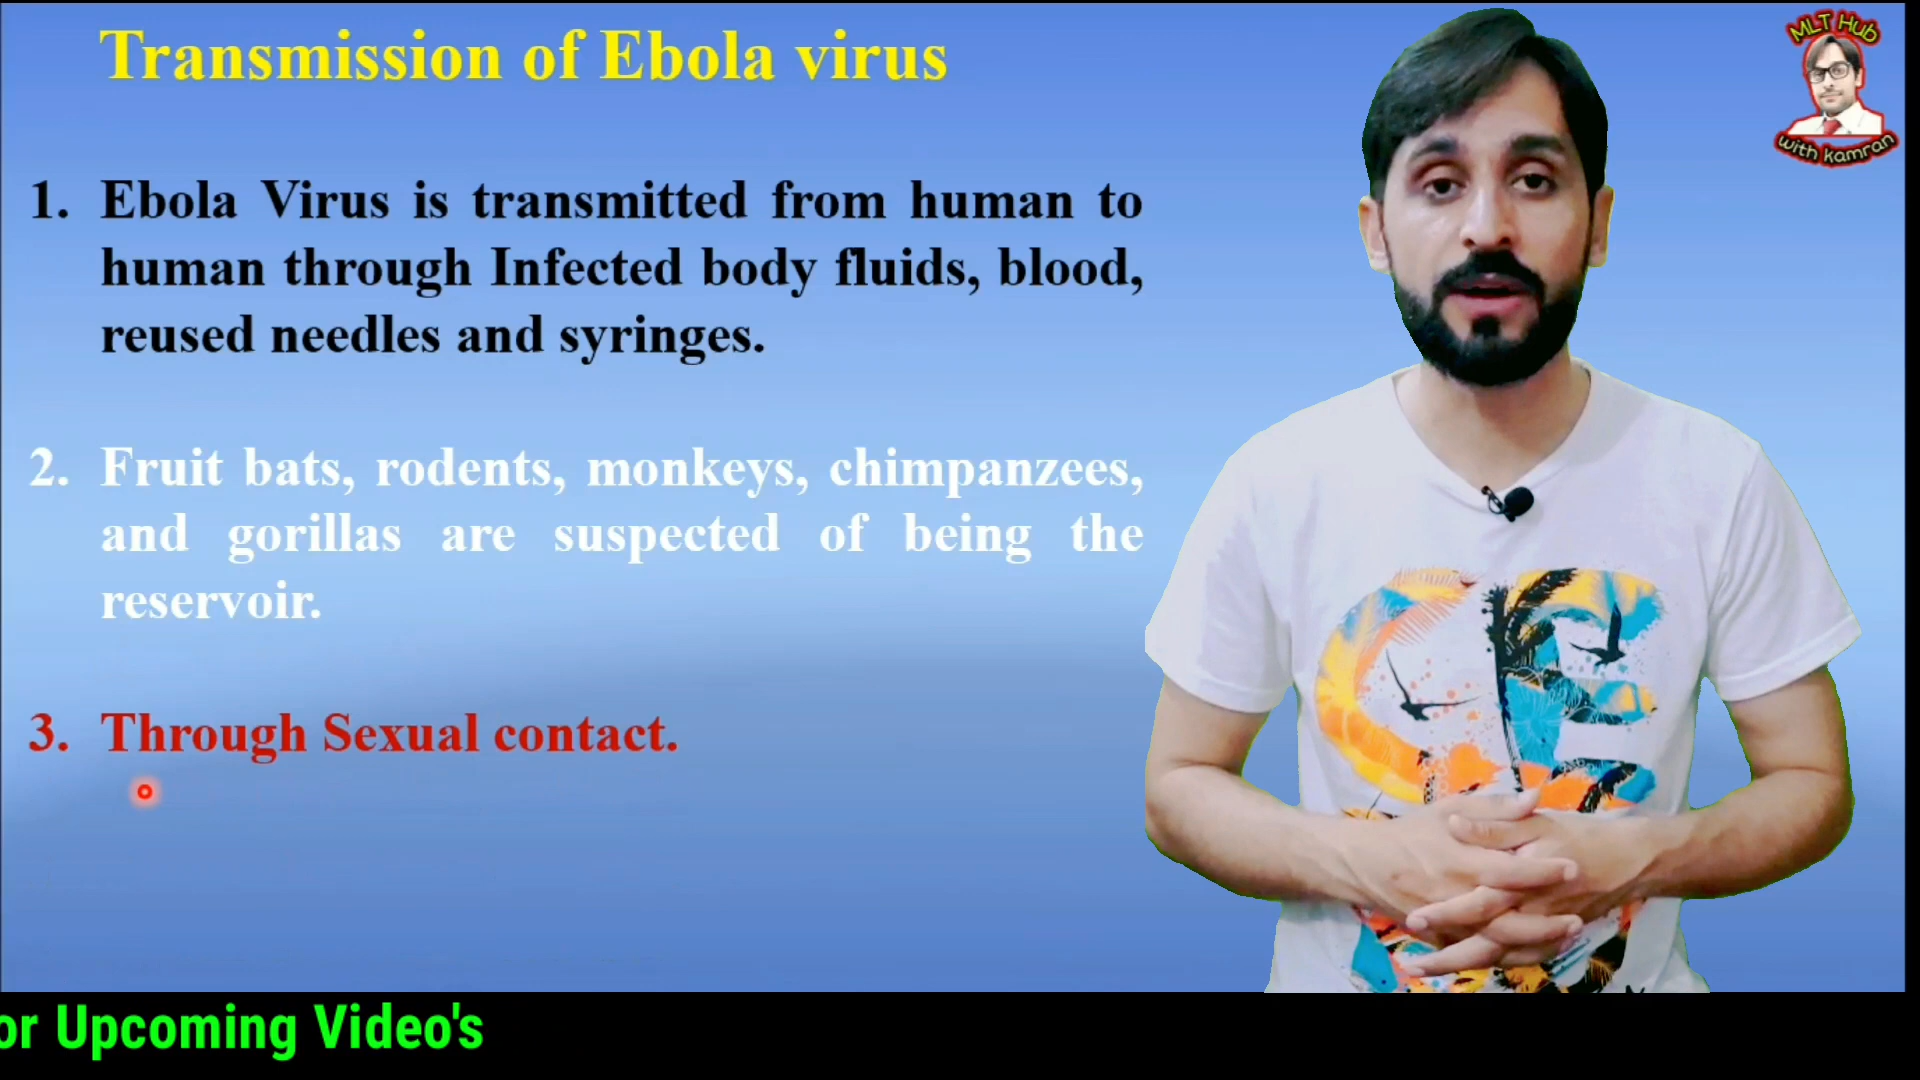 Transmission of Ebola virus
MLT Hub
with kamran
1. Ebola Virus is transmitted from human to
human through Infected body fluids, blood,
reused needles and syringes.
2. Fruit bats, rodents, monkeys, chimpanzees,
and gorillas are suspected of being the
reservoir.
3. Through Sexual contact.
or Upcoming Video's